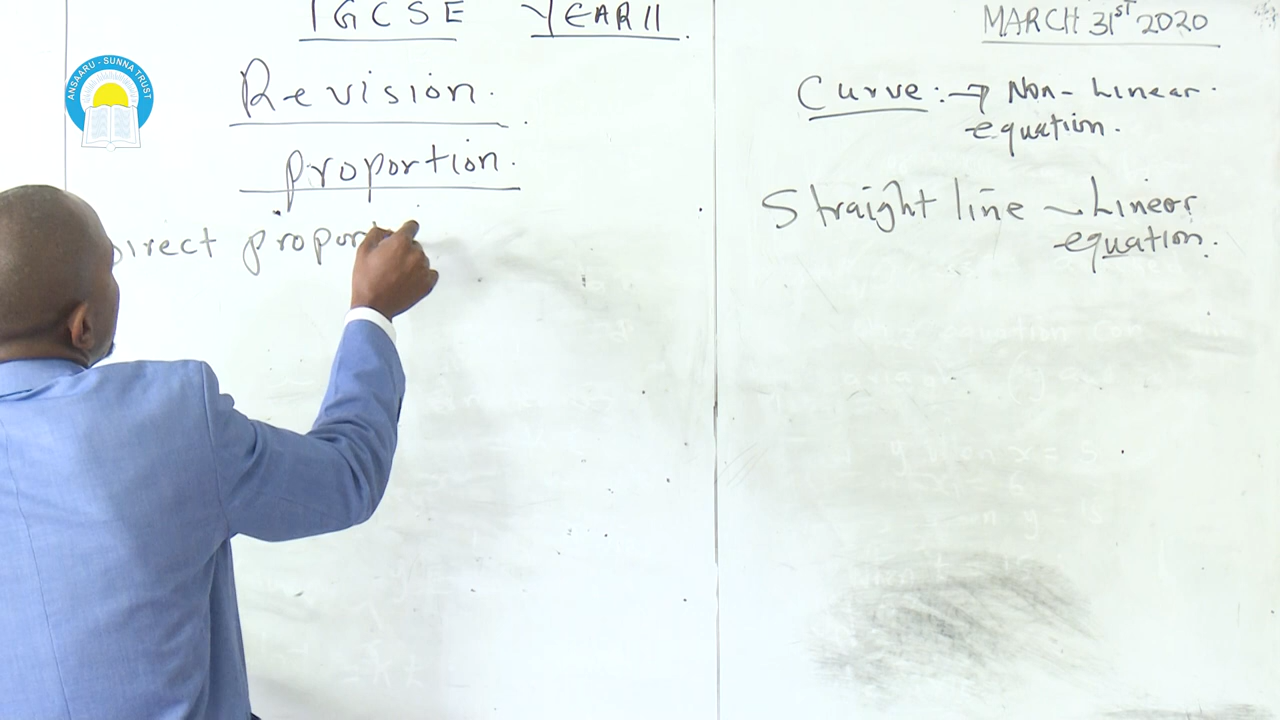 IGCSE YEAR 11.
Revision.
proportion.
Direct propor
MARCH 31ST 2020
Curve:→ Non-Linear.
equation.
Straight line ~ Linear
equation.
ANSAARU - SUNNA TRUST